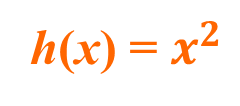 h(x) = x²